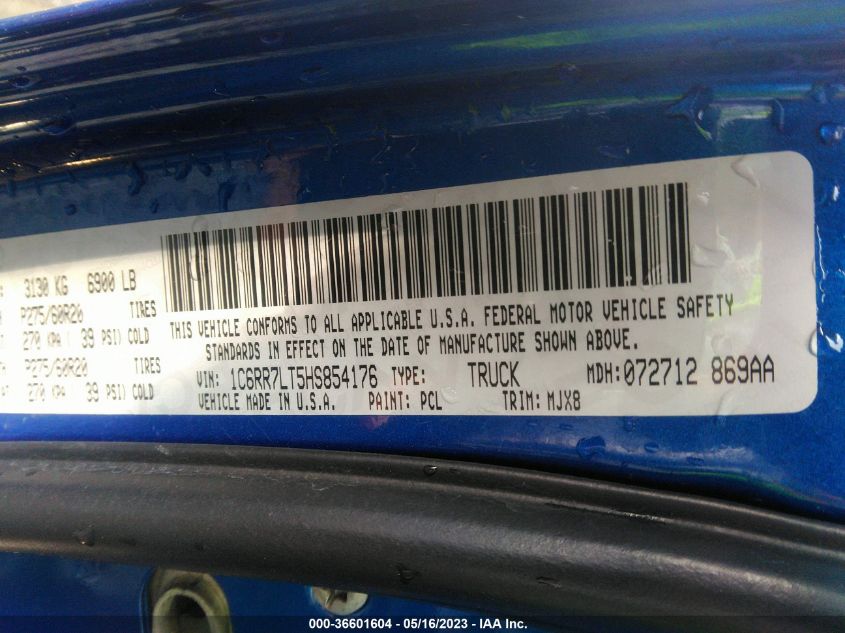 3130 KG 6900 LB
P275/60R20 TIRES
270 KPA ( 39 PSI) COLD
P275/60R20 TIRES
270 KPA ( 39 PSI) COLD
THIS VEHICLE CONFORMS TO ALL APPLICABLE U.S.A. FEDERAL MOTOR VEHICLE SAFETY
STANDARDS IN EFFECT ON THE DATE OF MANUFACTURE SHOWN ABOVE.
VIN: 1C6RR7LT5HS854176 TYPE: TRUCK MDH:072712 869AA
VEHICLE MADE IN U.S.A. PAINT: PCL TRIM: MJX8
000-36601604 - 05/16/2023 - IAA Inc.